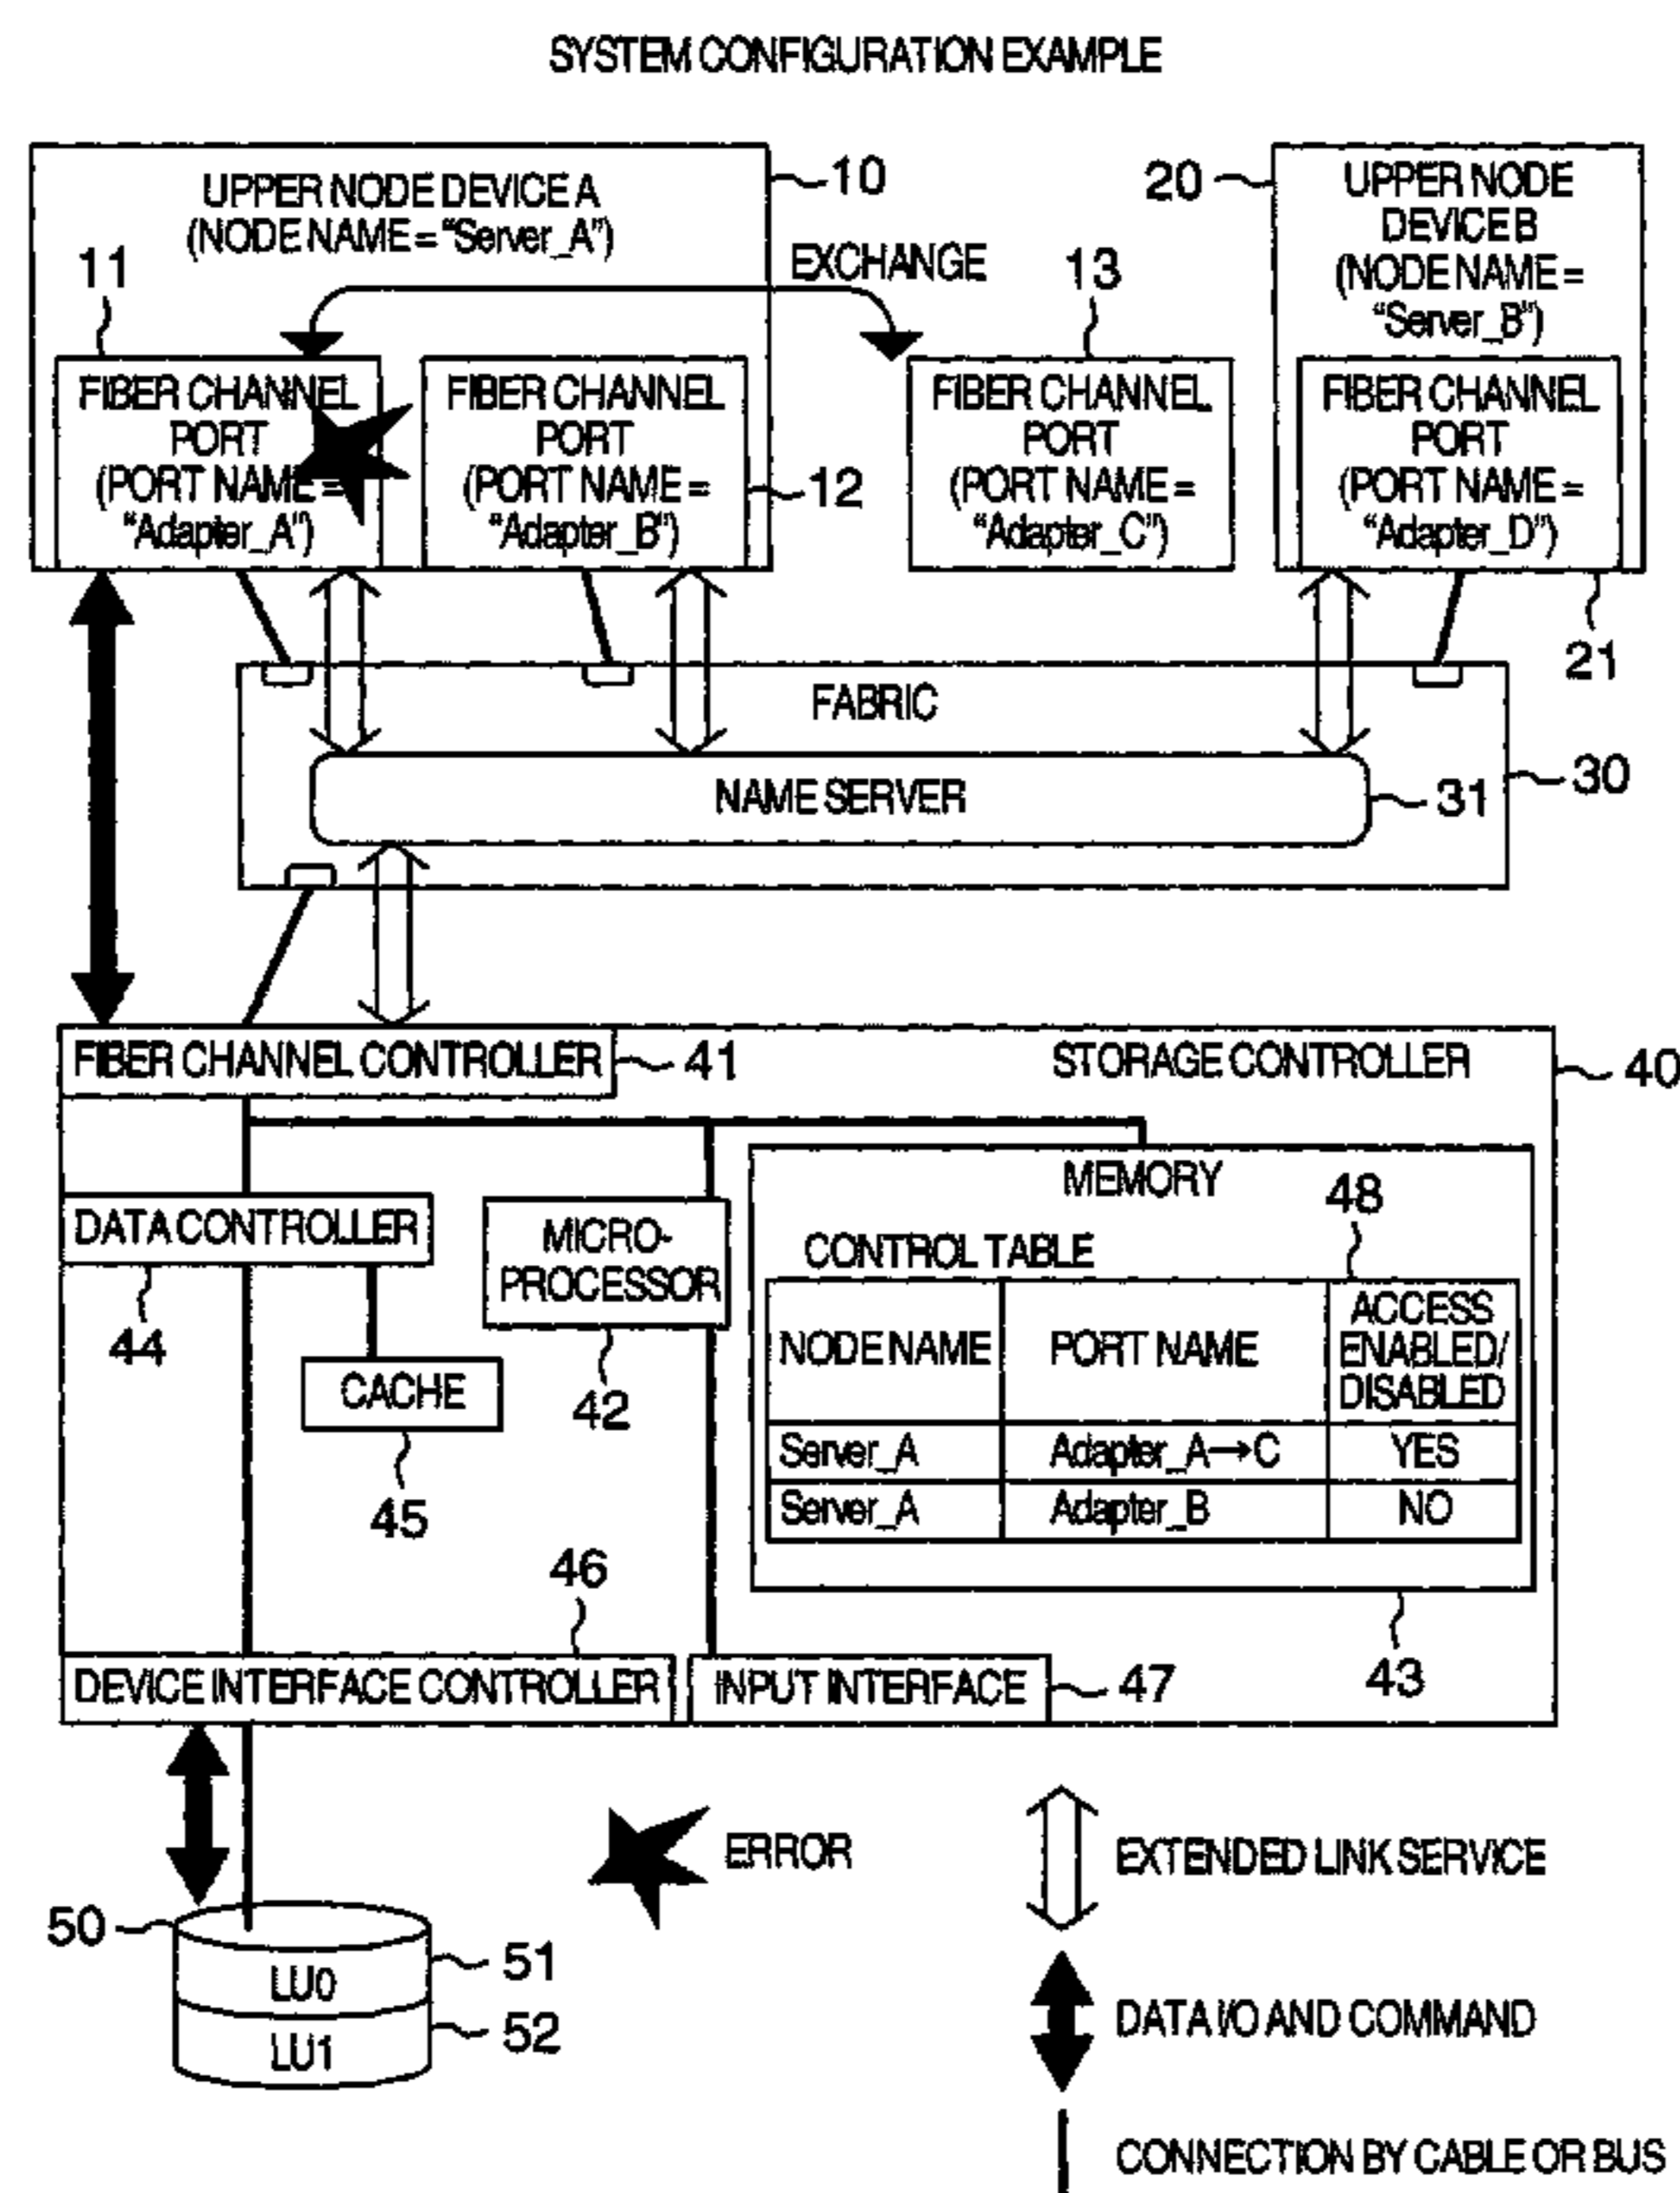 SYSTEM CONFIGURATION EXAMPLE
UPPER NODE DEVICE A
(NODE NAME = "Server_A")
10
20
UPPER NODE
DEVICE B
(NODE NAME =
"Server_B")
11
EXCHANGE
13
FIBER CHANNEL
PORT
(PORT NAME =
"Adapter_A")
FIBER CHANNEL
PORT
(PORT NAME =
"Adapter_B")
12
FIBER CHANNEL
PORT
(PORT NAME =
"Adapter_C")
FIBER CHANNEL
PORT
(PORT NAME =
"Adapter_D")
21
FABRIC
30
NAME SERVER
31
FIBER CHANNEL CONTROLLER
41
STORAGE CONTROLLER
40
MEMORY
48
DATA CONTROLLER
44
MICRO-
PROCESSOR
42
CACHE
45
CONTROL TABLE
NODE NAME
PORT NAME
ACCESS
ENABLED/
DISABLED
Server_A Adapter_A→C YES
Server_A Adapter_B NO
43
46
DEVICE INTERFACE CONTROLLER
INPUT INTERFACE
47
50
LU0
51
LU1
52
ERROR
EXTENDED LINK SERVICE
DATA I/O AND COMMAND
CONNECTION BY CABLE OR BUS